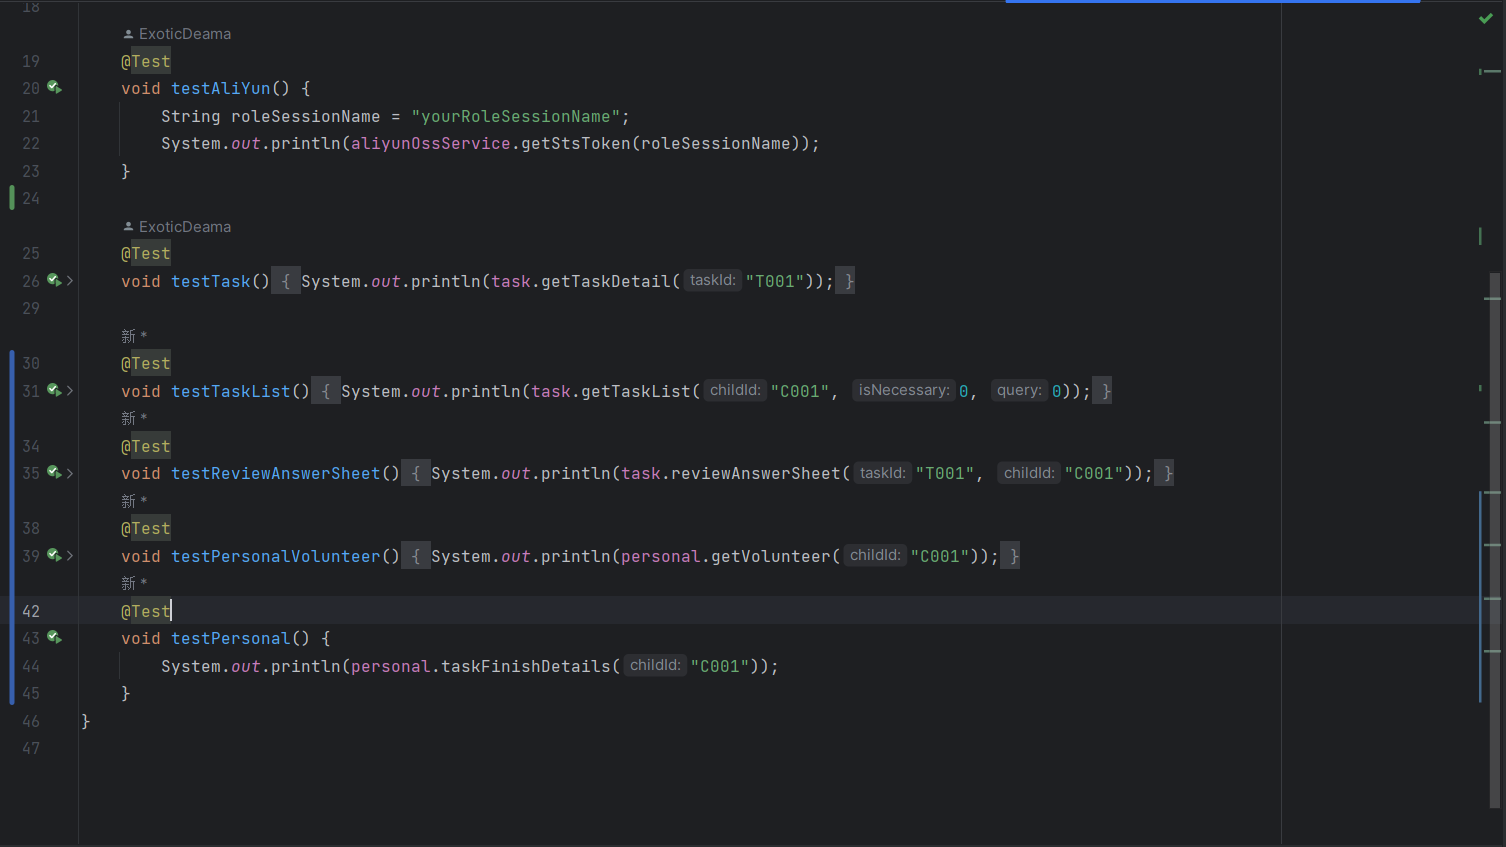 18
ExoticDeama
19 @Test
20 void testAliYun() {
21 String roleSessionName = "yourRoleSessionName";
22 System.out.println(aliyunOssService.getStsToken(roleSessionName));
23 }
24
ExoticDeama
25 @Test
26 void testTask() { System.out.println(task.getTaskDetail( taskId: "T001")); }
29
新 *
30 @Test
31 void testTaskList() { System.out.println(task.getTaskList( childId: "C001", isNecessary: 0, query: 0)); }
新 *
34 @Test
35 void testReviewAnswerSheet() { System.out.println(task.reviewAnswerSheet( taskId: "T001", childId: "C001")); }
新 *
38 @Test
39 void testPersonalVolunteer() { System.out.println(personal.getVolunteer( childId: "C001")); }
新 *
42 @Test
43 void testPersonal() {
44 System.out.println(personal.taskFinishDetails( childId: "C001"));
45 }
46 }
47